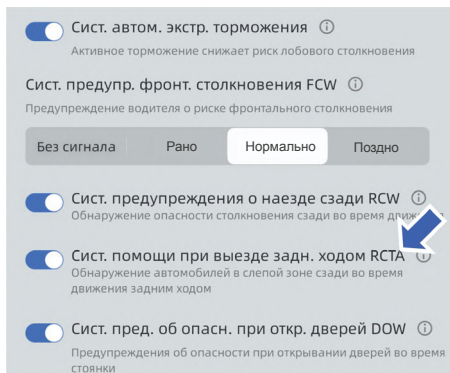 Сист. автом. экстр. торможения
Активное торможение снижает риск лобового столкновения
Сист. предупр. фронт. столкновения FCW
Предупреждение водителя о риске фронтального столкновения
Без сигнала Рано Нормально Поздно
Сист. предупреждения о наезде сзади RCW
Обнаружение опасности столкновения сзади во время
Сист. помощи при выезде задн. ходом RCTA
Обнаружение автомобилей в слепой зоне сзади во время
движения задним ходом
Сист. пред. об опасн. при откр. дверей DOW
Предупреждения об опасности при открывании дверей во время
стоянки